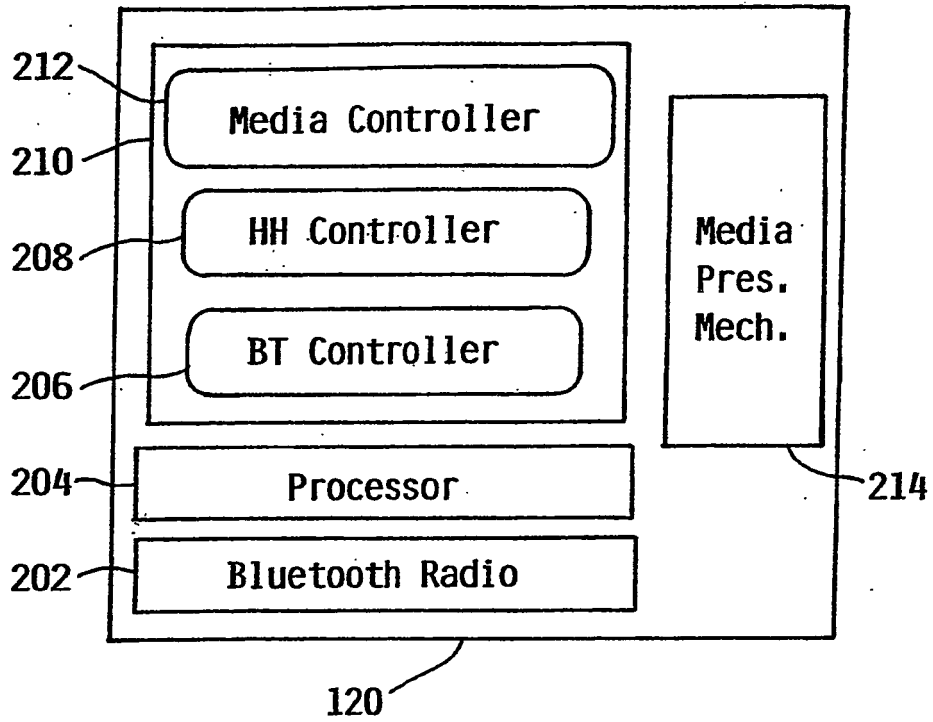 212
Media Controller
210
HH Controller
208
Media
Pres.
Mech.
BT Controller
206
204
Processor
214
202
Bluetooth Radio
120